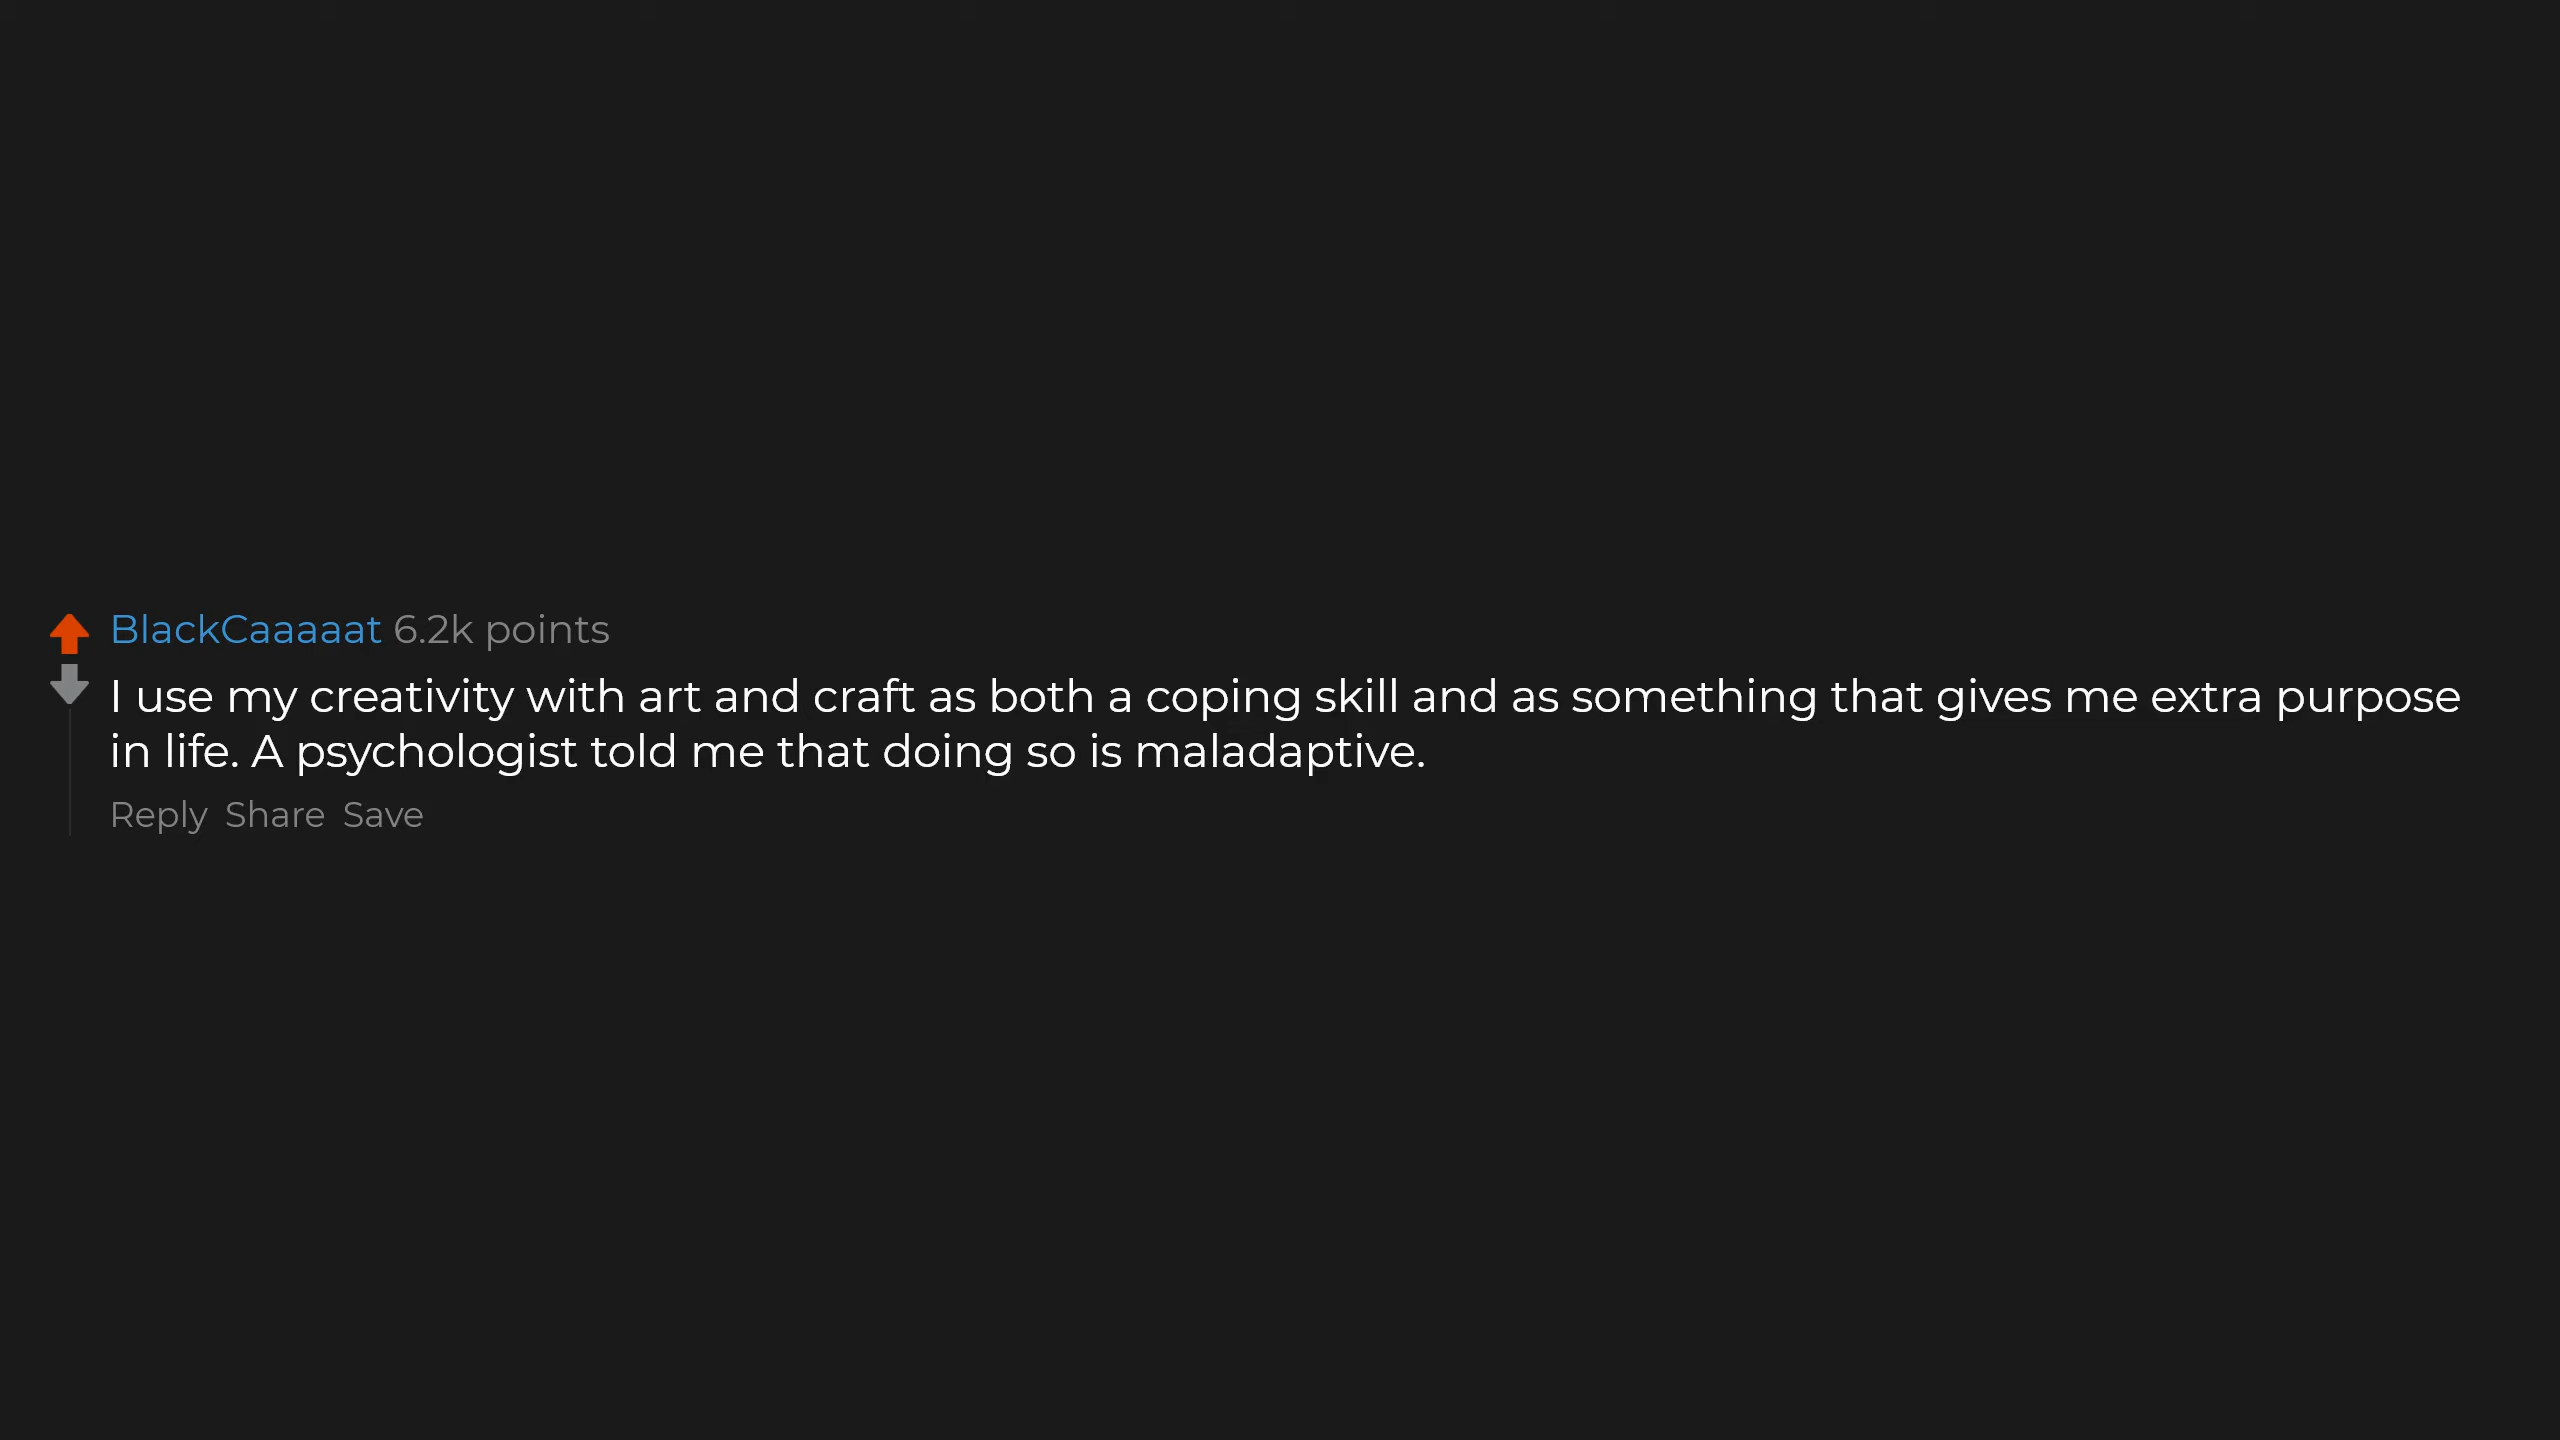 BlackCaaaaat 6.2k points
I use my creativity with art and craft as both a coping skill and as something that gives me extra purpose
in life. A psychologist told me that doing so is maladaptive.
Reply Share Save